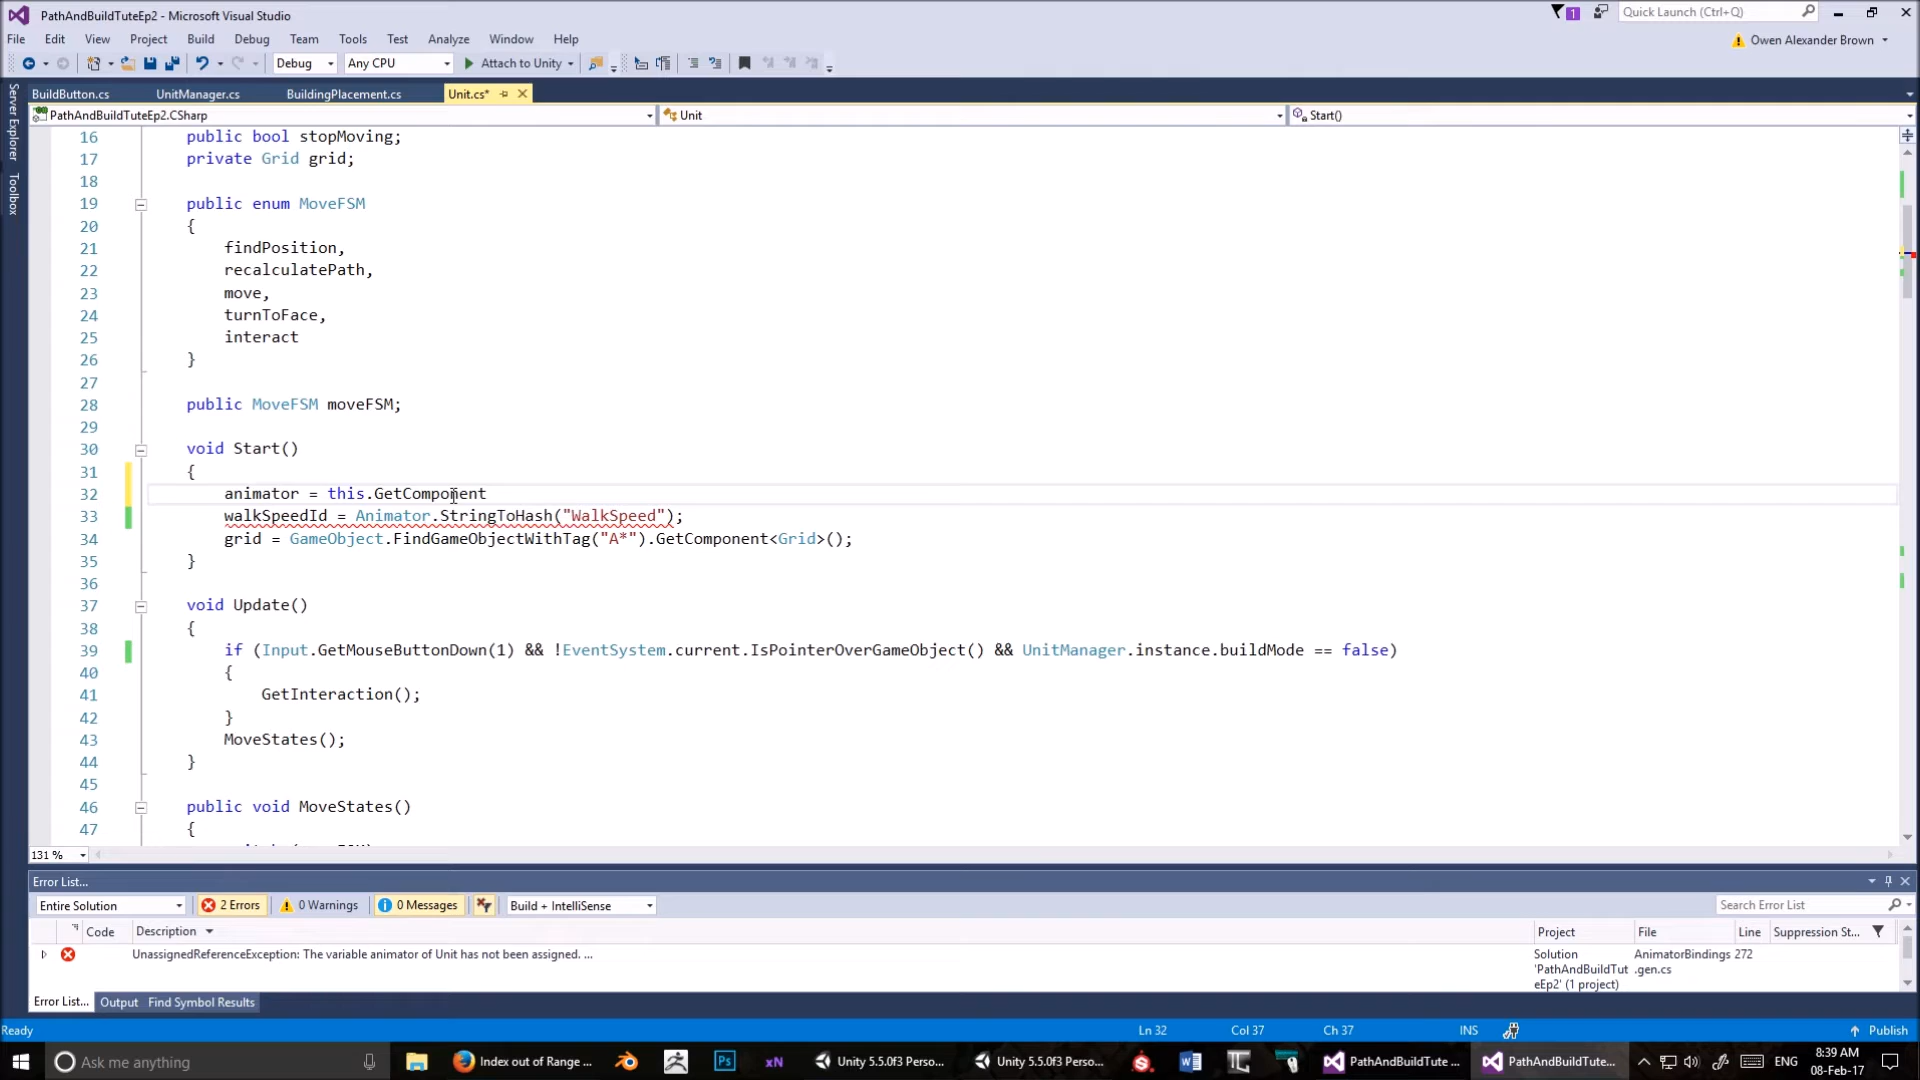 PathAndBuildTuteEp2 - Microsoft Visual Studio
1
Quick Launch (Ctrl+Q)
File Edit View Project Build Debug Team Tools Test Analyze Window Help
Owen Alexander Brown
Debug Any CPU Attach to Unity
Server Explorer
Toolbox
BuildButton.cs UnitManager.cs BuildingPlacement.cs Unit.cs*
PathAndBuildTuteEp2.CSharp Unit Start()
16 public bool stopMoving;
17 private Grid grid;
18
19 public enum MoveFSM
20 {
21 findPosition,
22 recalculatePath,
23 move,
24 turnToFace,
25 interact
26 }
27
28 public MoveFSM moveFSM;
29
30 void Start()
31 {
32 animator = this.GetComponent
33 walkSpeedId = Animator.StringToHash("WalkSpeed");
34 grid = GameObject.FindGameObjectWithTag("A*").GetComponent<Grid>();
35 }
36
37 void Update()
38 {
39 if (Input.GetMouseButtonDown(1) && !EventSystem.current.IsPointerOverGameObject() && UnitManager.instance.buildMode == false)
40 {
41 GetInteraction();
42 }
43 MoveStates();
44 }
45
46 public void MoveStates()
47 {
131 %
Error List...
Entire Solution 2 Errors 0 Warnings 0 Messages Build + IntelliSense Search Error List
Code Description Project File Line Suppression St...
UnassignedReferenceException: The variable animator of Unit has not been assigned. ... Solution AnimatorBindings 272
'PathAndBuildTut .gen.cs
eEp2' (1 project)
Error List... Output Find Symbol Results
Ready Ln 32 Col 37 Ch 37 INS Publish
Ask me anything Index out of Range ... Ps xN Unity 5.5.0f3 Perso... Unity 5.5.0f3 Perso... PathAndBuildTute ... PathAndBuildTute... ENG 8:39 AM
08-Feb-17